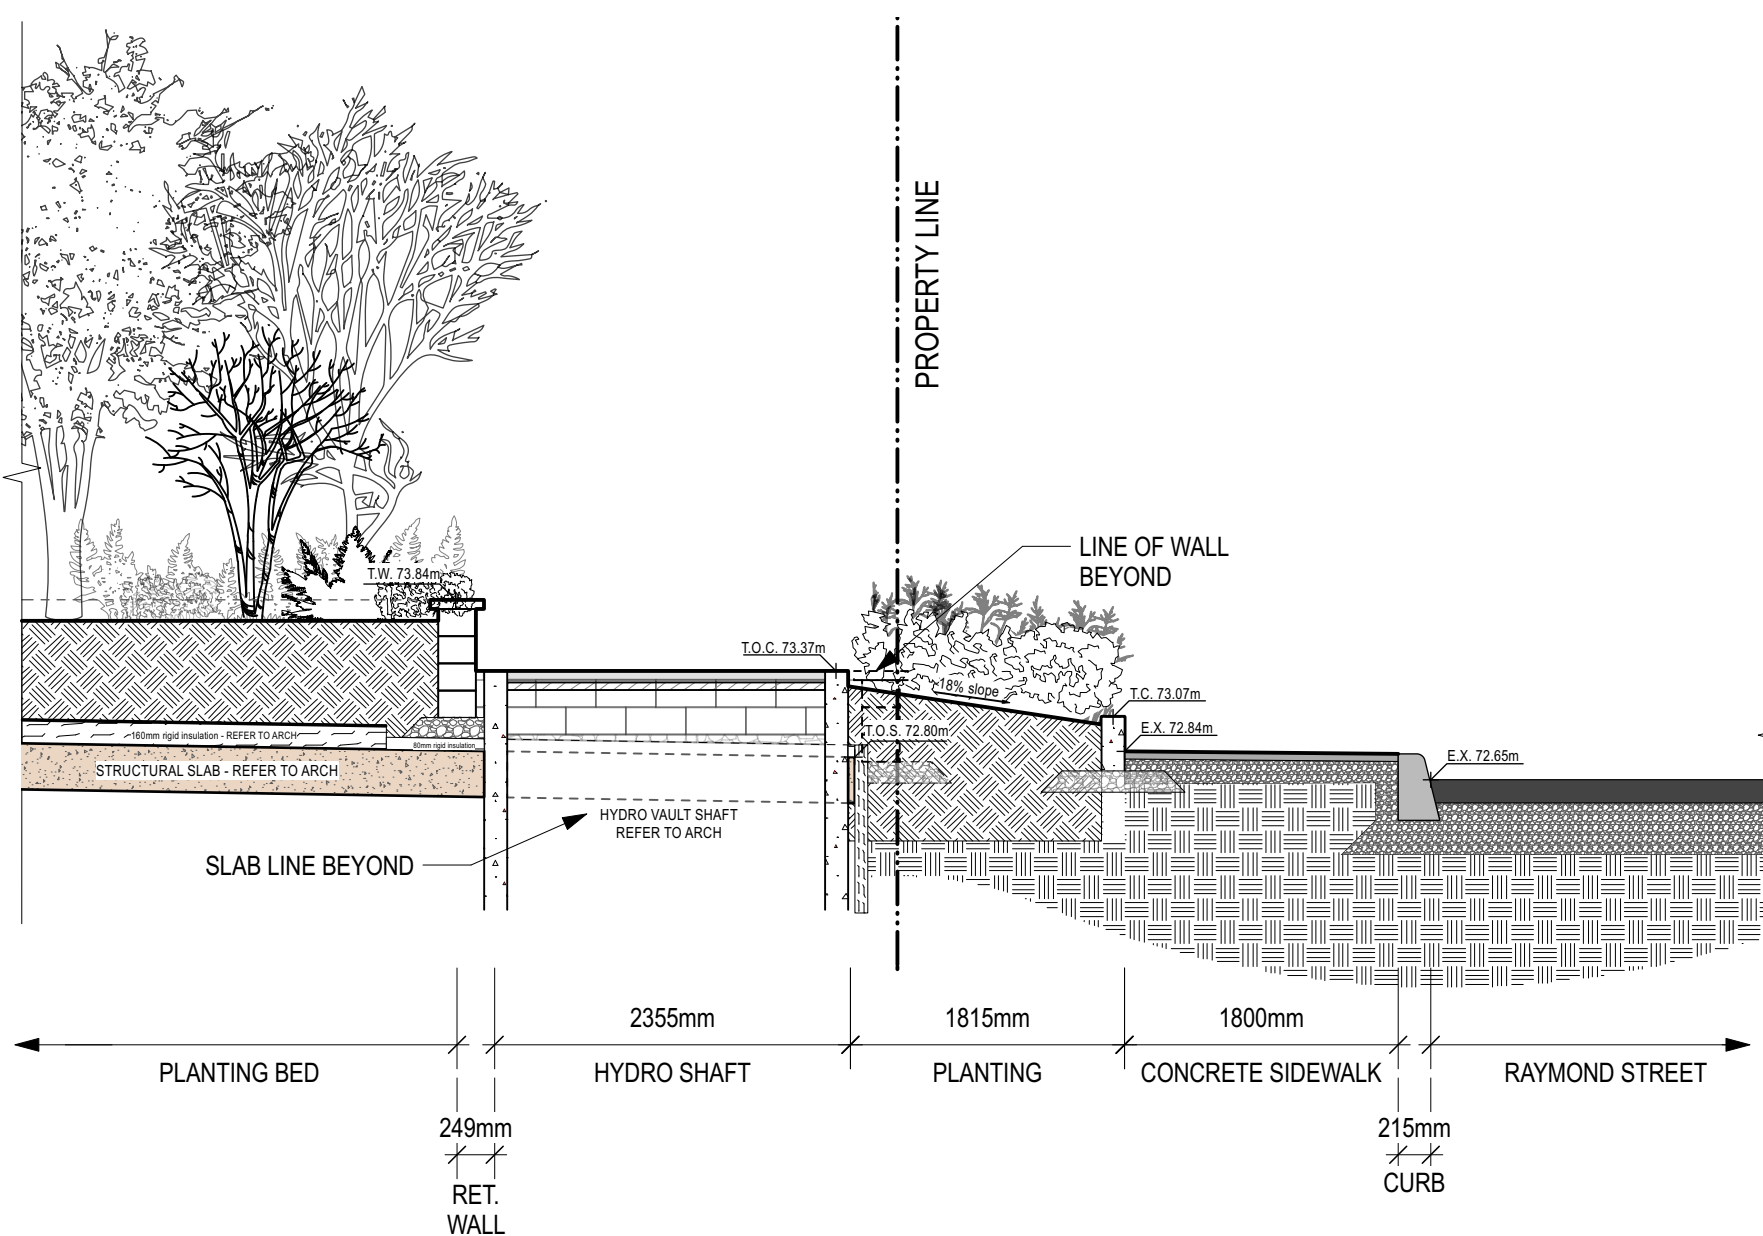 PROPERTY LINE
LINE OF WALL
BEYOND
T.W. 73.84m
T.O.C. 73.37m
18% slope
T.C. 73.07m
E.X. 72.84m
T.O.S. 72.80m
E.X. 72.65m
160mm rigid insulation - REFER TO ARCH
80mm rigid insulation
STRUCTURAL SLAB - REFER TO ARCH
HYDRO VAULT SHAFT
REFER TO ARCH
SLAB LINE BEYOND
2355mm
1815mm
1800mm
PLANTING BED
HYDRO SHAFT
PLANTING
CONCRETE SIDEWALK
RAYMOND STREET
249mm
215mm
RET.
WALL
CURB